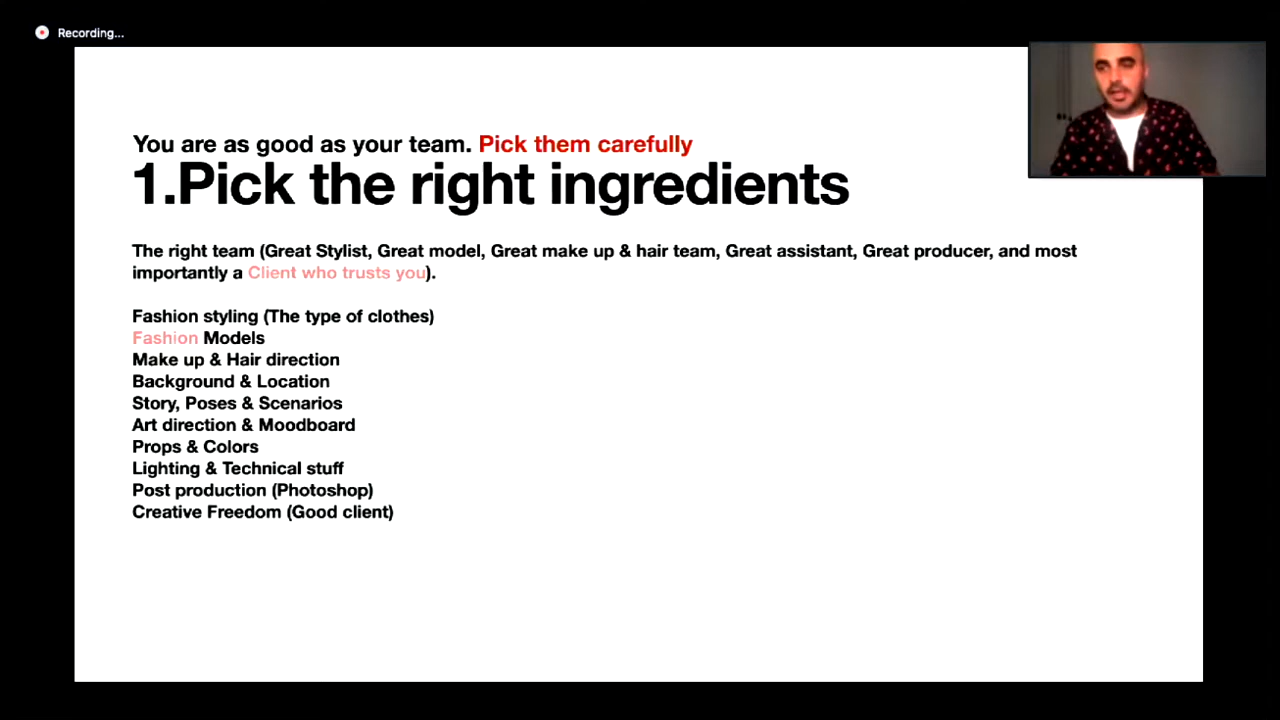 Recording...
You are as good as your team. Pick them carefully
1.Pick the right ingredients
The right team (Great Stylist, Great model, Great make up & hair team, Great assistant, Great producer, and most
importantly a Client who trusts you).
Fashion styling (The type of clothes)
Fashion Models
Make up & Hair direction
Background & Location
Story, Poses & Scenarios
Art direction & Moodboard
Props & Colors
Lighting & Technical stuff
Post production (Photoshop)
Creative Freedom (Good client)